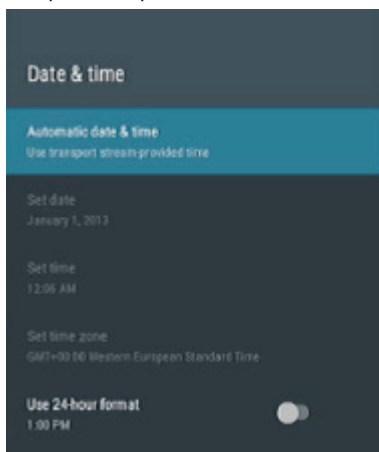 Date & time
Automatic date & time
Use transport stream-provided time
Set date
January 1, 2013
Set time
12:06 AM
Set time zone
GMT+00:00 Western European Standard Time
Use 24-hour format
1:00 PM